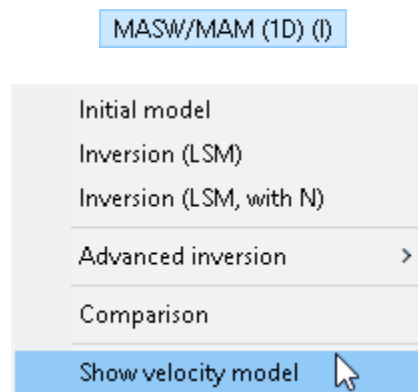 MASW/MAM (1D) (I)
Initial model
Inversion (LSM)
Inversion (LSM, with N)
Advanced inversion
Comparison
Show velocity model